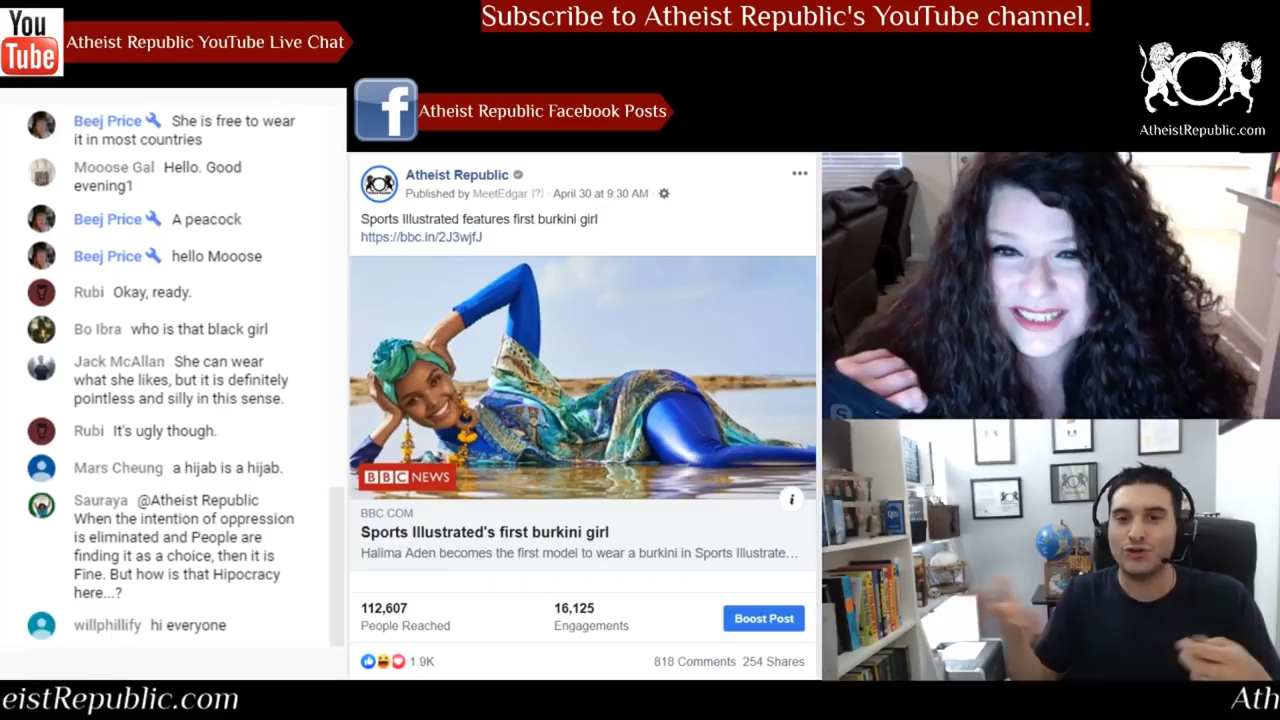 Subscribe to Atheist Republic's YouTube channel.
You
Tube
Atheist Republic YouTube Live Chat
AtheistRepublic.com
Atheist Republic Facebook Posts
Beej Price She is free to wear
it in most countries
Mooose Gal Hello. Good
evening1
Beej Price A peacock
Beej Price hello Mooose
Rubi Okay, ready.
Bo Ibra who is that black girl
Jack McAllan She can wear
what she likes, but it is definitely
pointless and silly in this sense.
Rubi It's ugly though.
Mars Cheung a hijab is a hijab.
Sauraya @Atheist Republic
When the intention of oppression
is eliminated and People are
finding it as a choice, then it is
Fine. But how is that Hipocracy
here...?
willphillify hi everyone
Atheist Republic
Published by MeetEdgar [?] · April 30 at 9:30 AM ·
Sports Illustrated features first burkini girl
https://bbc.in/2J3wjfJ
BBC NEWS
BBC.COM
Sports Illustrated's first burkini girl
Halima Aden becomes the first model to wear a burkini in Sports Illustrate...
112,607
People Reached
16,125
Engagements
Boost Post
1.9K
818 Comments 254 Shares
eistRepublic.com
Ath